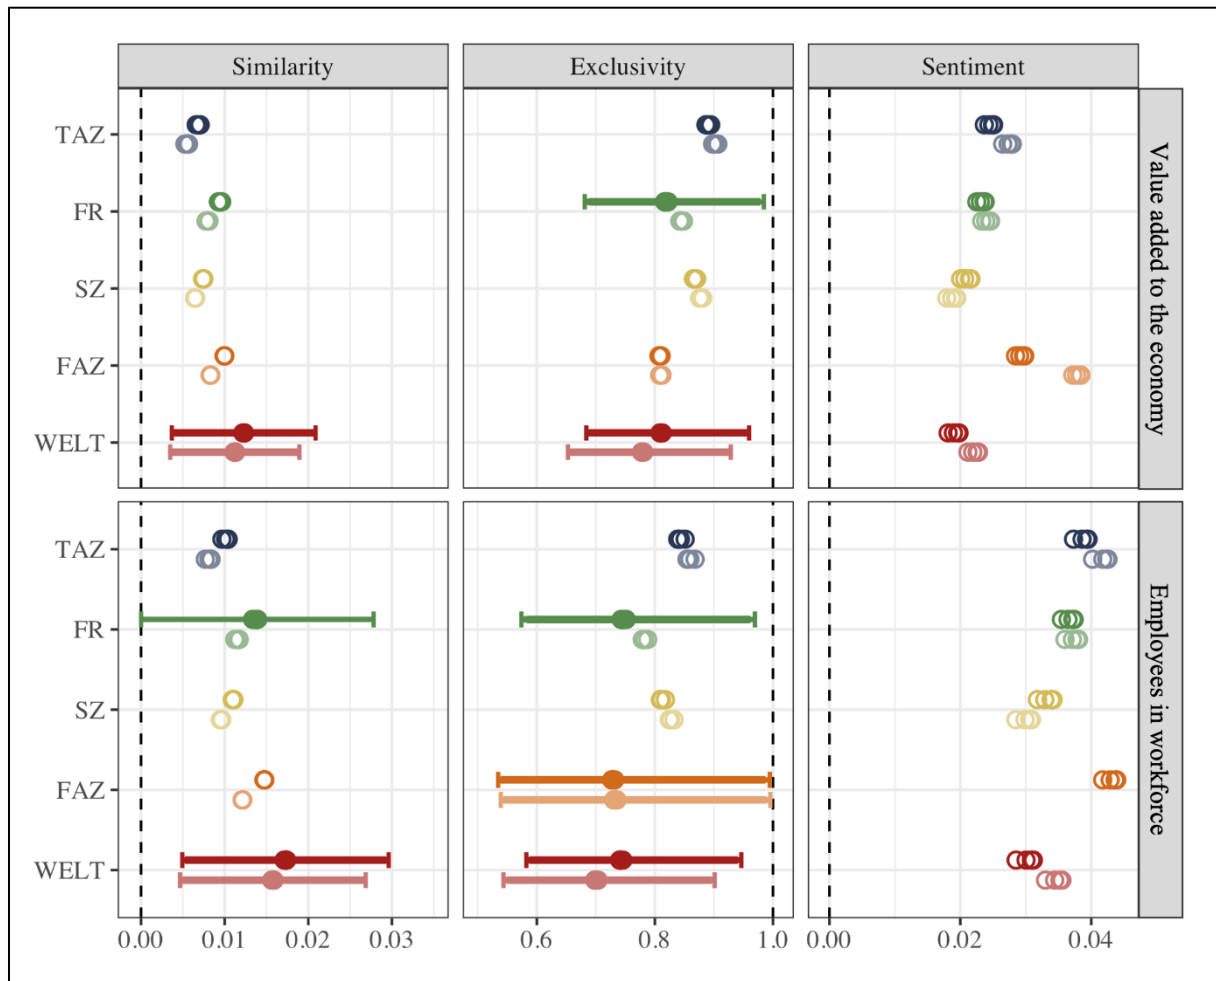 Similarity Exclusivity Sentiment
TAZ
FR
SZ
FAZ
WELT
Value added to the economy
TAZ
FR
SZ
FAZ
WELT
Employees in workforce
0.00 0.01 0.02 0.03 0.6 0.8 1.0 0.00 0.02 0.04